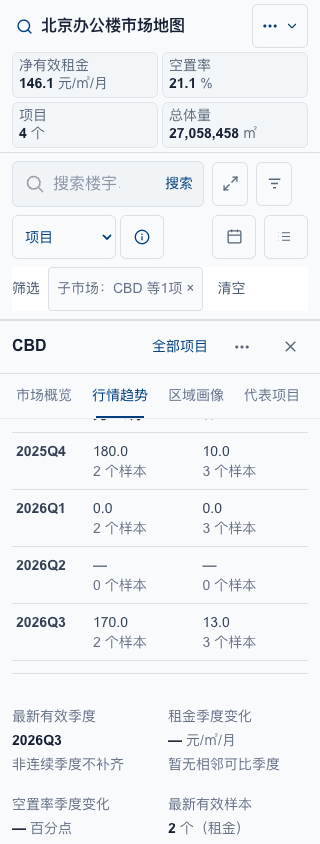 北京办公楼市场地图
净有效租金
146.1 元/㎡/月
空置率
21.1 %
项目
4 个
总体量
27,058,458 ㎡
搜索楼宇.
搜索
项目
筛选
子市场: CBD 等1项 ×
清空
CBD
全部项目
市场概览
行情趋势
区域画像
代表项目
2025Q4
180.0
10.0
2 个样本
3 个样本
2026Q1
0.0
0.0
2 个样本
3 个样本
2026Q2
—
—
0 个样本
0 个样本
2026Q3
170.0
13.0
2 个样本
3 个样本
最新有效季度
2026Q3
非连续季度不补齐
租金季度变化
— 元/㎡/月
暂无相邻可比季度
空置率季度变化
— 百分点
最新有效样本
2 个（租金）